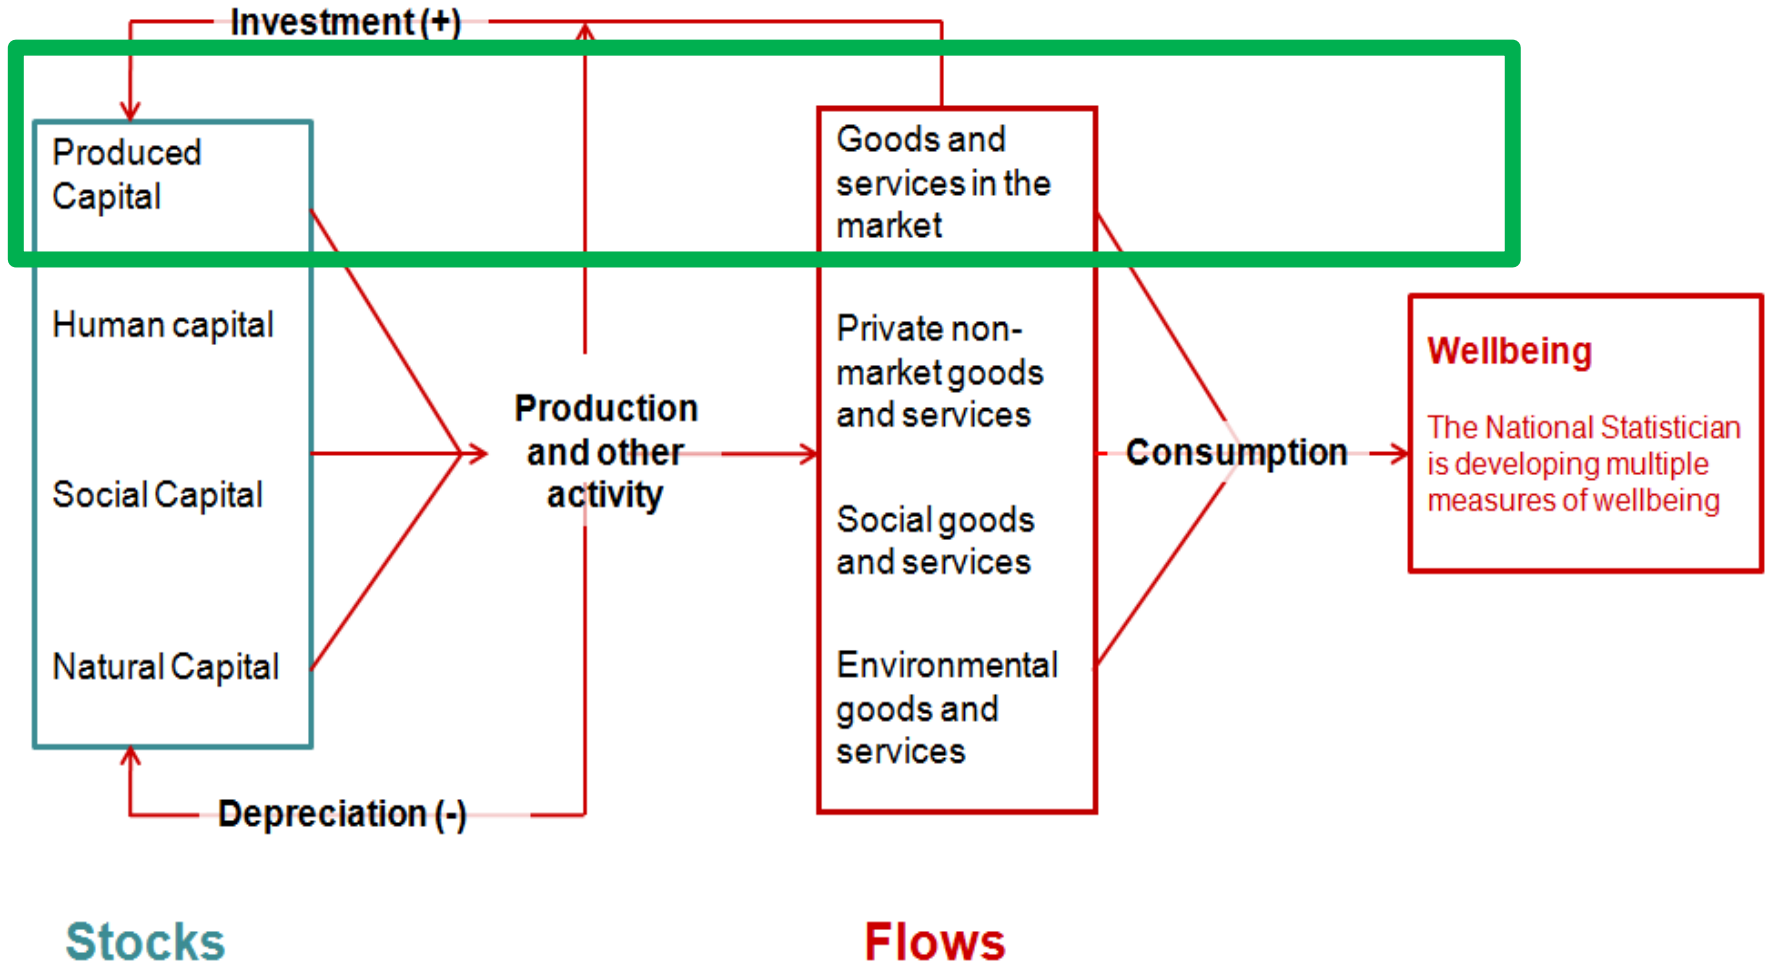 Investment (+)
Produced
Capital
Human capital
Social Capital
Natural Capital
Depreciation (-)
Production
and other
activity
Goods and
services in the
market
Private non-
market goods
and services
Social goods
and services
Environmental
goods and
services
Consumption
Wellbeing
The National Statistician
is developing multiple
measures of wellbeing
Stocks
Flows